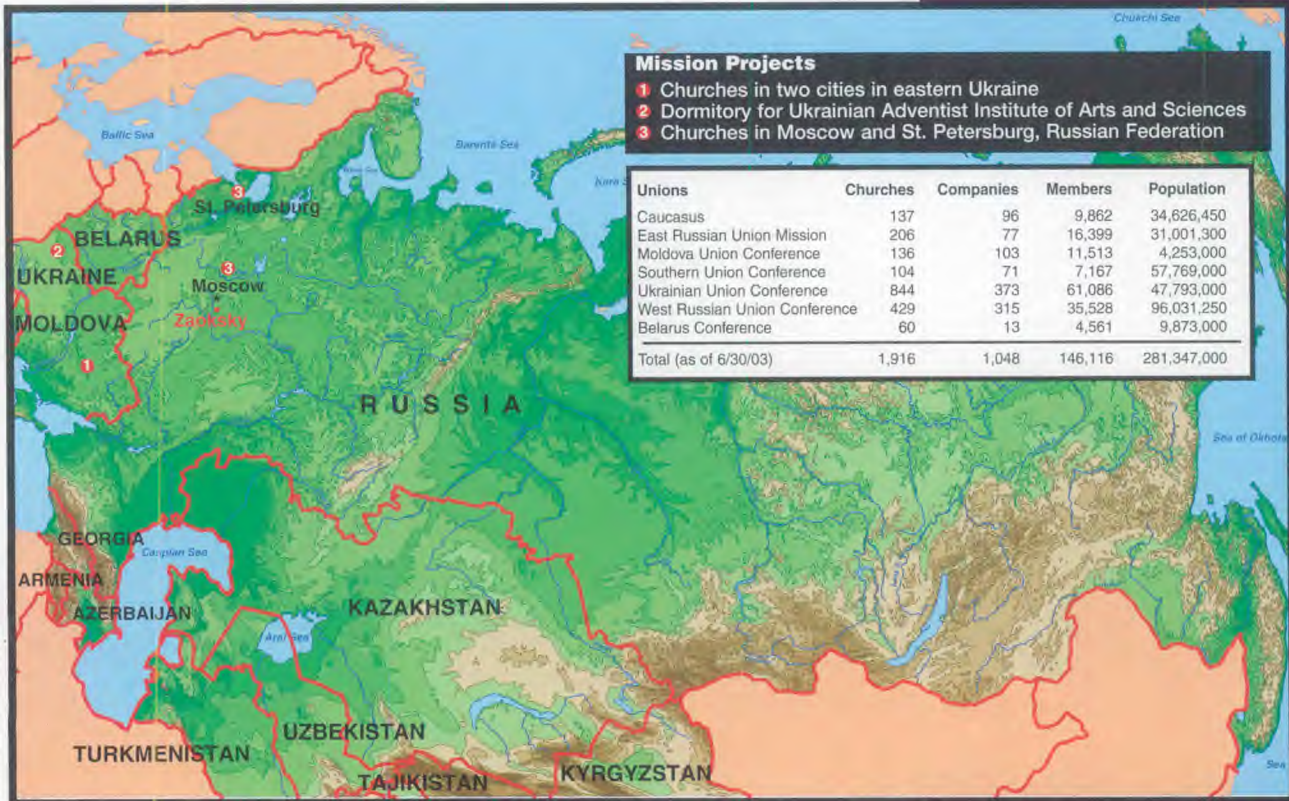 Chukchi Sea
Mission Projects
1 Churches in two cities in eastern Ukraine
2 Dormitory for Ukrainian Adventist Institute of Arts and Sciences
3 Churches in Moscow and St. Petersburg, Russian Federation
Baltic Sea
Barents Sea
Unions Churches Companies Members Population
Caucasus 137 96 9,862 34,626,450
East Russian Union Mission 206 77 16,399 31,001,300
Moldova Union Conference 136 103 11,513 4,253,000
Southern Union Conference 104 71 7,167 57,769,000
Ukrainian Union Conference 844 373 61,086 47,793,000
West Russian Union Conference 429 315 35,528 96,031,250
Belarus Conference 60 13 4,561 9,873,000
Total (as of 6/30/03) 1,916 1,048 146,116 281,347,000
Kara S
3
St. Petersburg
BELARUS
2
UKRAINE
3
Moscow
Zaoksky
MOLDOVA
1
RUSSIA
Sea of Okhots
GEORGIA
Caspian Sea
ARMENIA
AZERBAIJAN
KAZAKHSTAN
Aral Sea
UZBEKISTAN
TURKMENISTAN
TAJIKISTAN
KYRGYZSTAN
Sea